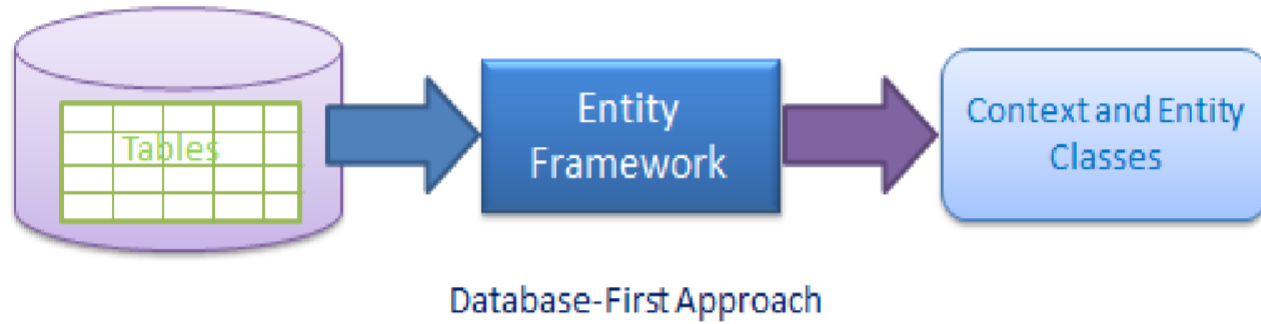 Tables
Entity
Framework
Context and Entity
Classes
Database-First Approach